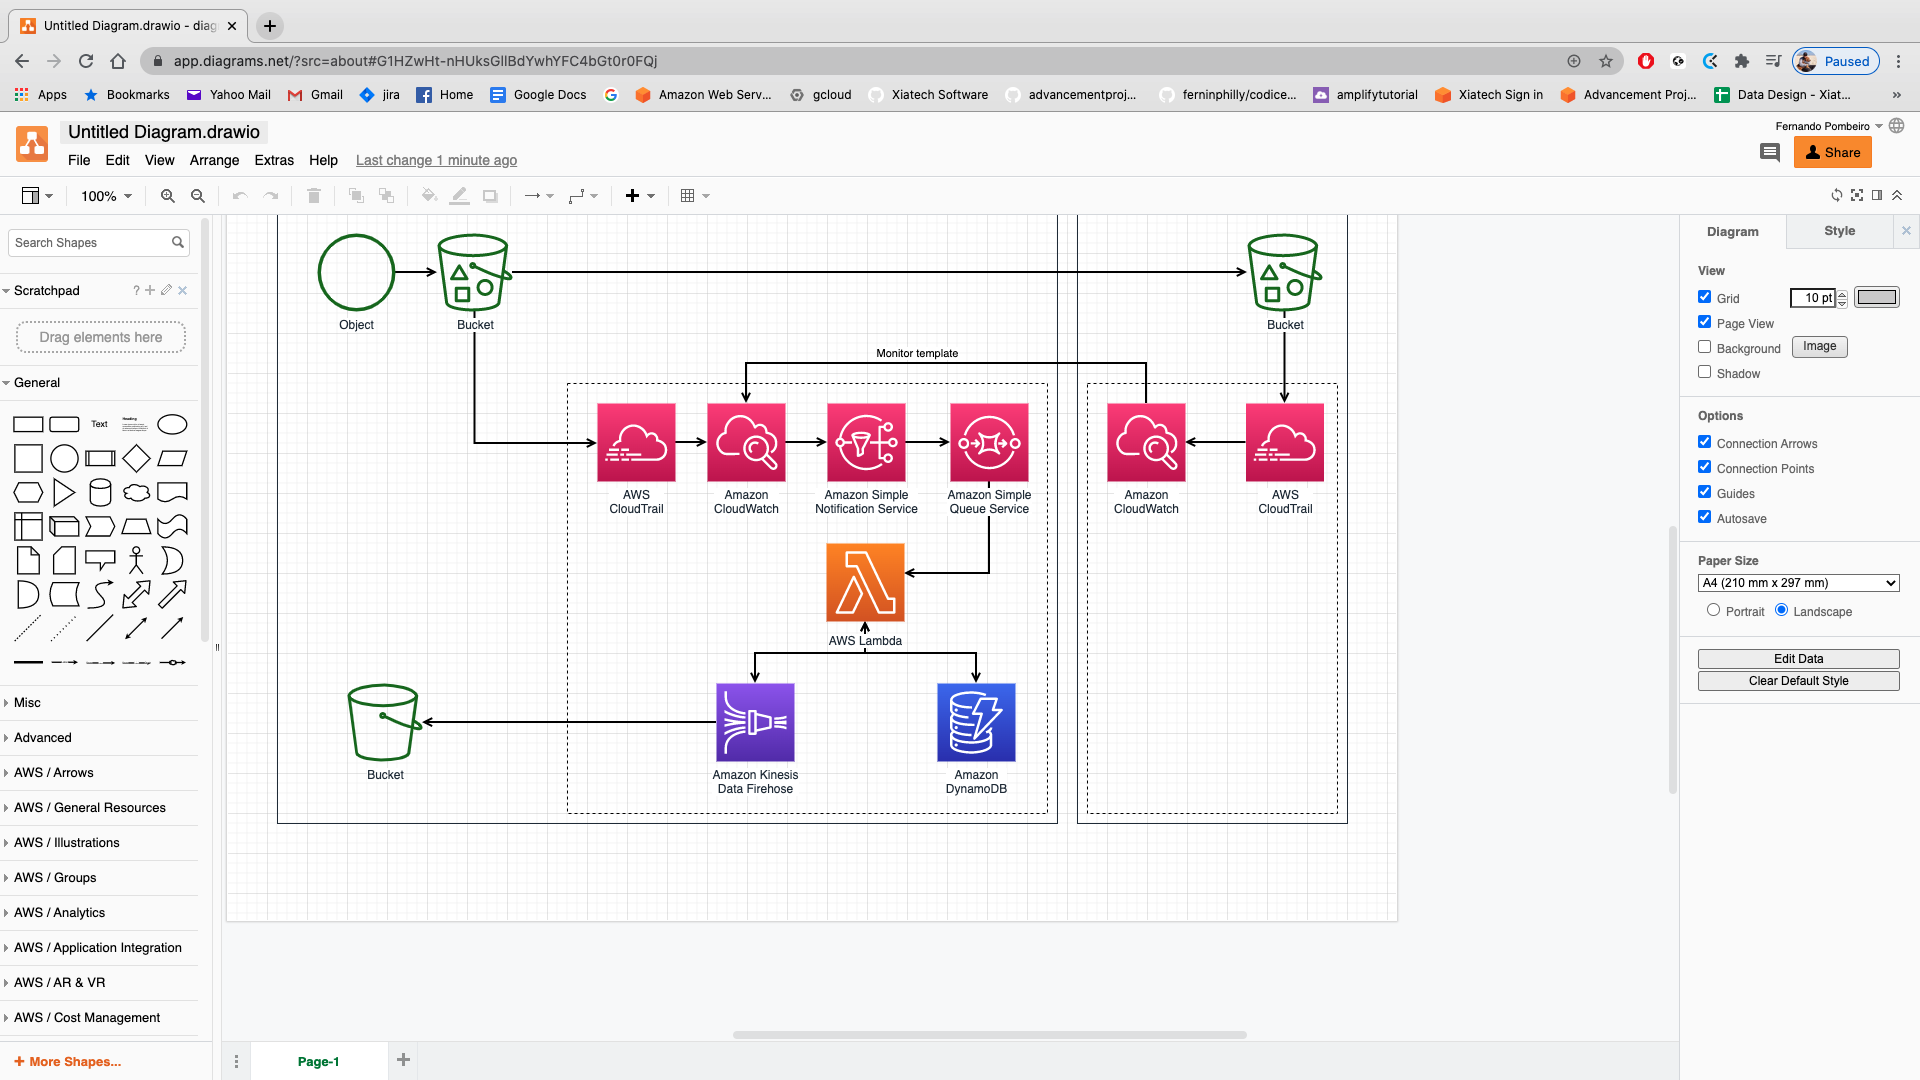 Untitled Diagram.drawio - diag
app.diagrams.net/?src=about#G1HZwHt-nHUksGllBdYwhYFC4bGt0r0FQj
Paused
Apps
Bookmarks
Yahoo Mail
Gmail
jira
Home
Google Docs
Amazon Web Serv...
gcloud
Xiatech Software
advancementproj...
ferninphilly/codice...
amplifytutorial
Xiatech Sign in
Advancement Proj...
Data Design - Xiat...
»
Untitled Diagram.drawio
File Edit View Arrange Extras Help Last change 1 minute ago
Fernando Pombeiro
Share
100%
Search Shapes
Scratchpad
?
Drag elements here
General
Text
Heading
Misc
Advanced
AWS / Arrows
AWS / General Resources
AWS / Illustrations
AWS / Groups
AWS / Analytics
AWS / Application Integration
AWS / AR & VR
AWS / Cost Management
+ More Shapes...
Object
Bucket
Bucket
Monitor template
AWS
CloudTrail
Amazon
CloudWatch
Amazon Simple
Notification Service
Amazon Simple
Queue Service
Amazon
CloudWatch
AWS
CloudTrail
AWS Lambda
Bucket
Amazon Kinesis
Data Firehose
Amazon
DynamoDB
Page-1
Diagram
Style
View
Grid
10 pt
Page View
Background
Image
Shadow
Options
Connection Arrows
Connection Points
Guides
Autosave
Paper Size
A4 (210 mm x 297 mm)
Portrait
Landscape
Edit Data
Clear Default Style